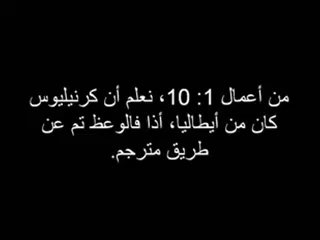 من أعمال 1: 10، نعلم أن كرنيليوس
كان من أيطاليا، أذا فالوعظ تم عن
طريق مترجم.